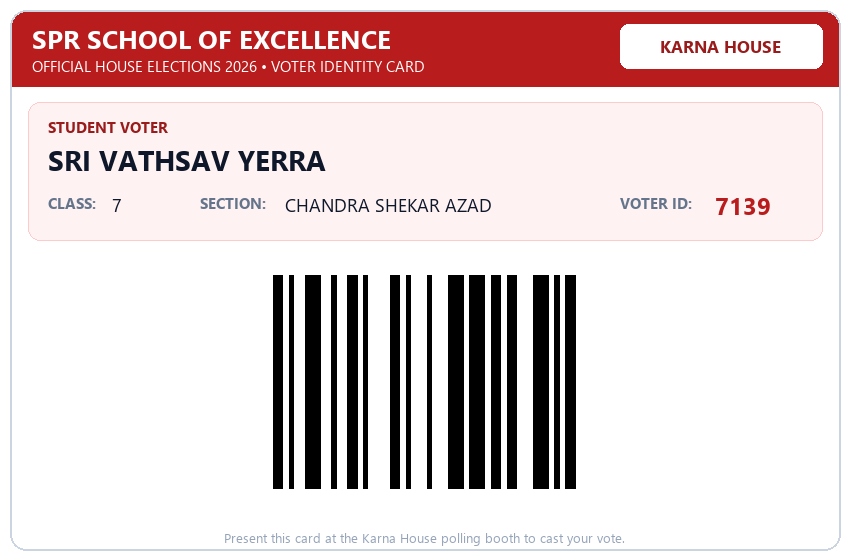 SPR SCHOOL OF EXCELLENCE
OFFICIAL HOUSE ELECTIONS 2026 • VOTER IDENTITY CARD
KARNA HOUSE
STUDENT VOTER
SRI VATHSAV YERRA
CLASS: 7 SECTION: CHANDRA SHEKAR AZAD VOTER ID: 7139
Present this card at the Karna House polling booth to cast your vote.